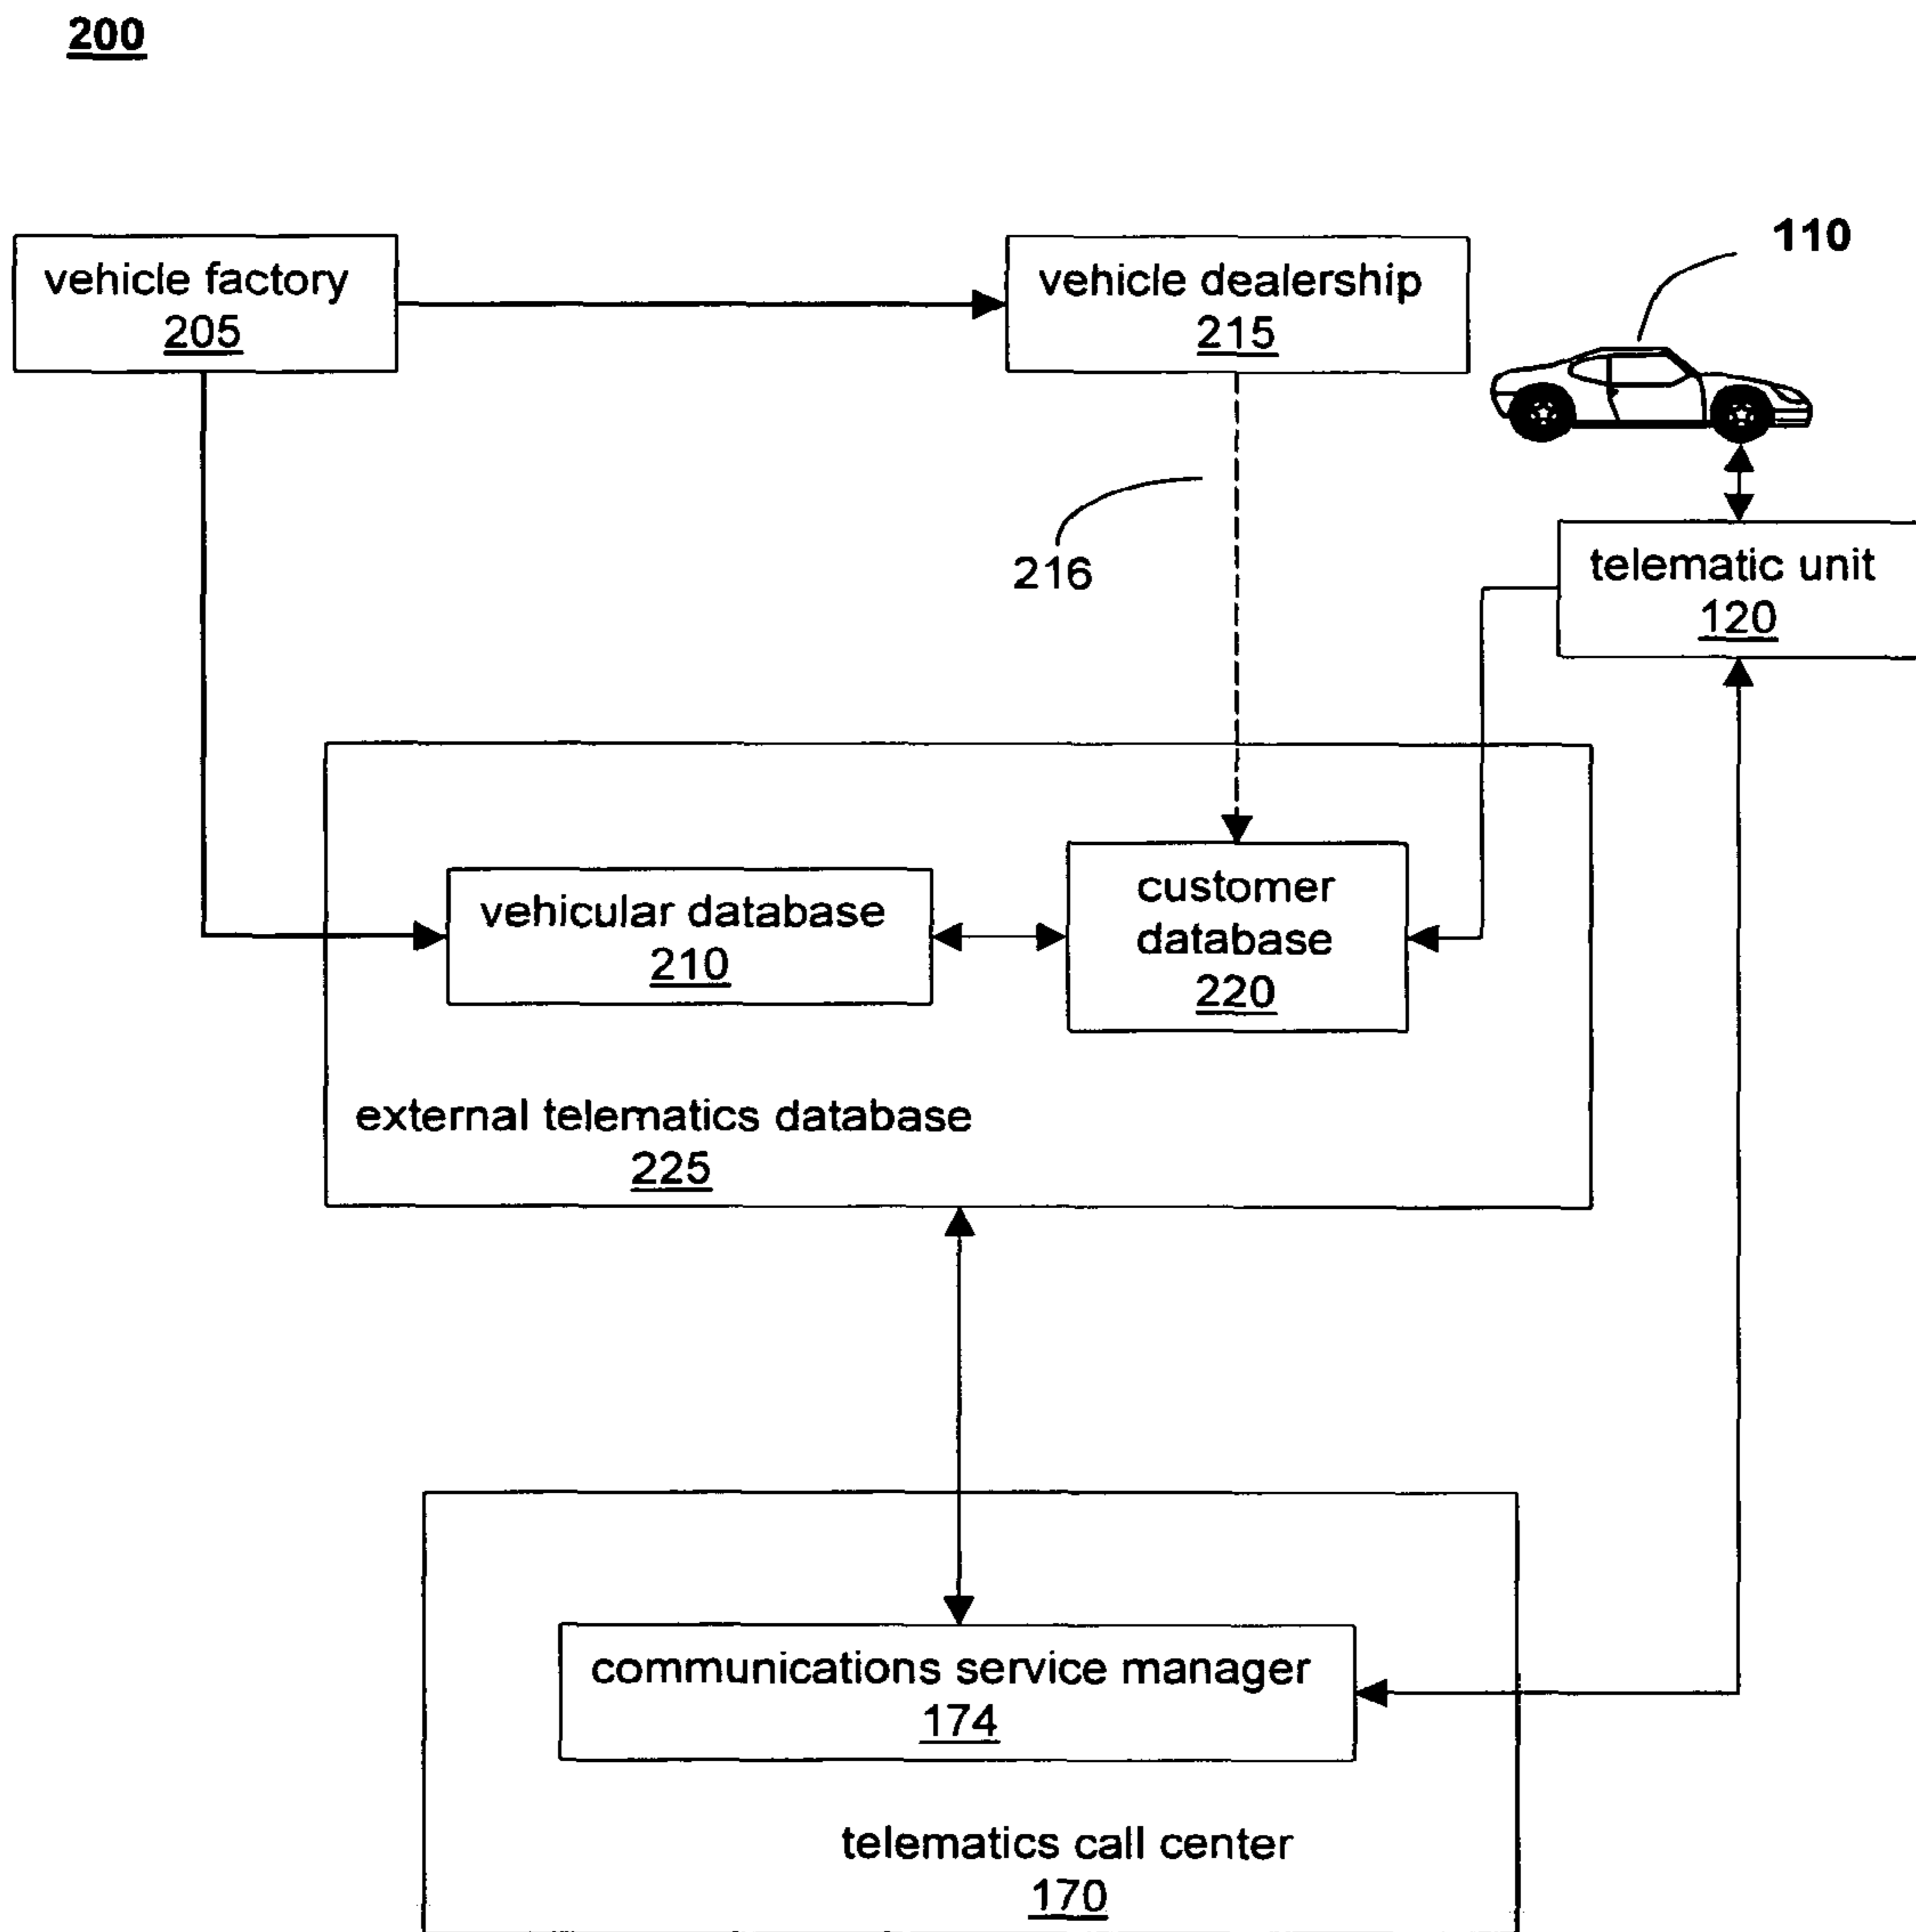 200
vehicle factory
205
vehicle dealership
215
110
216
telematic unit
120
vehicular database
210
customer
database
220
external telematics database
225
communications service manager
174
telematics call center
170